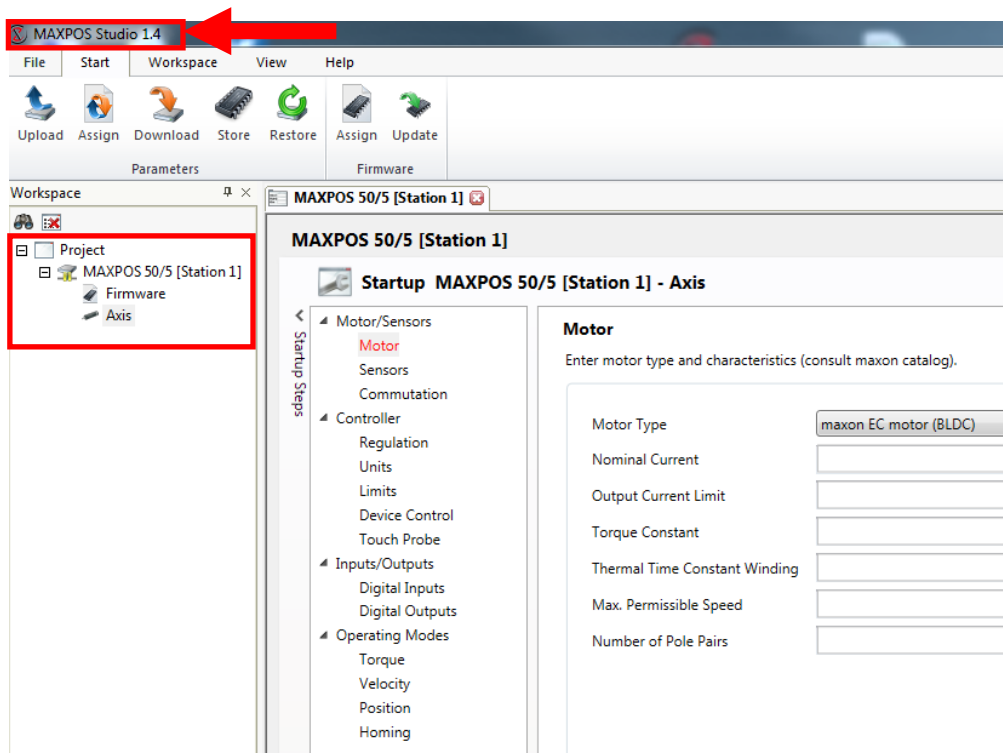 MAXPOS Studio 1.4
File Start Workspace View Help
Upload Assign Download Store Restore Assign Update
Parameters Firmware
Workspace
MAXPOS 50/5 [Station 1]
Project
MAXPOS 50/5 [Station 1]
Firmware
Axis
MAXPOS 50/5 [Station 1]
Startup MAXPOS 50/5 [Station 1] - Axis
Startup Steps
Motor/Sensors
Motor
Sensors
Commutation
Controller
Regulation
Units
Limits
Device Control
Touch Probe
Inputs/Outputs
Digital Inputs
Digital Outputs
Operating Modes
Torque
Velocity
Position
Homing
Motor
Enter motor type and characteristics (consult maxon catalog).
Motor Type maxon EC motor (BLDC)
Nominal Current
Output Current Limit
Torque Constant
Thermal Time Constant Winding
Max. Permissible Speed
Number of Pole Pairs